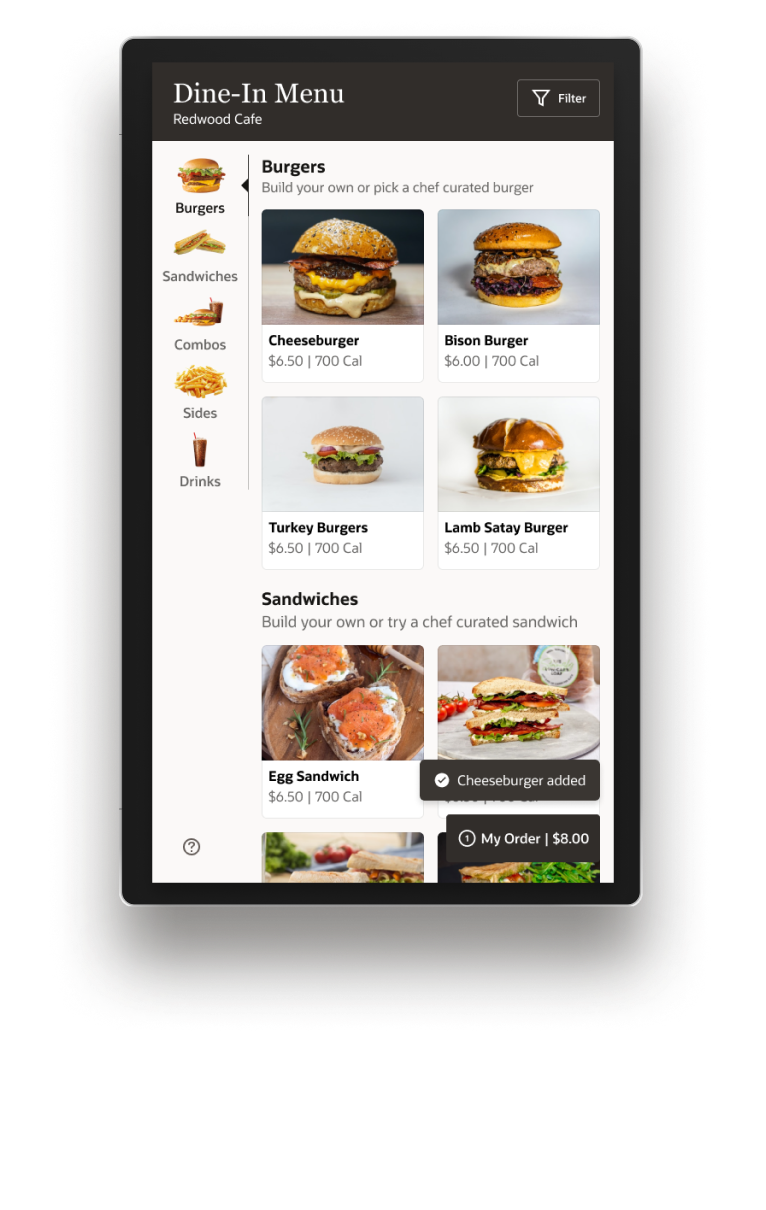 Dine-In Menu
Redwood Cafe
Filter
Burgers
Sandwiches
Combos
Sides
Drinks
Burgers
Build your own or pick a chef curated burger
Cheeseburger
$6.50 | 700 Cal
Bison Burger
$6.00 | 700 Cal
Turkey Burgers
$6.50 | 700 Cal
Lamb Satay Burger
$6.50 | 700 Cal
Sandwiches
Build your own or try a chef curated sandwich
Egg Sandwich
$6.50 | 700 Cal
Cheeseburger added
1 My Order | $8.00
?